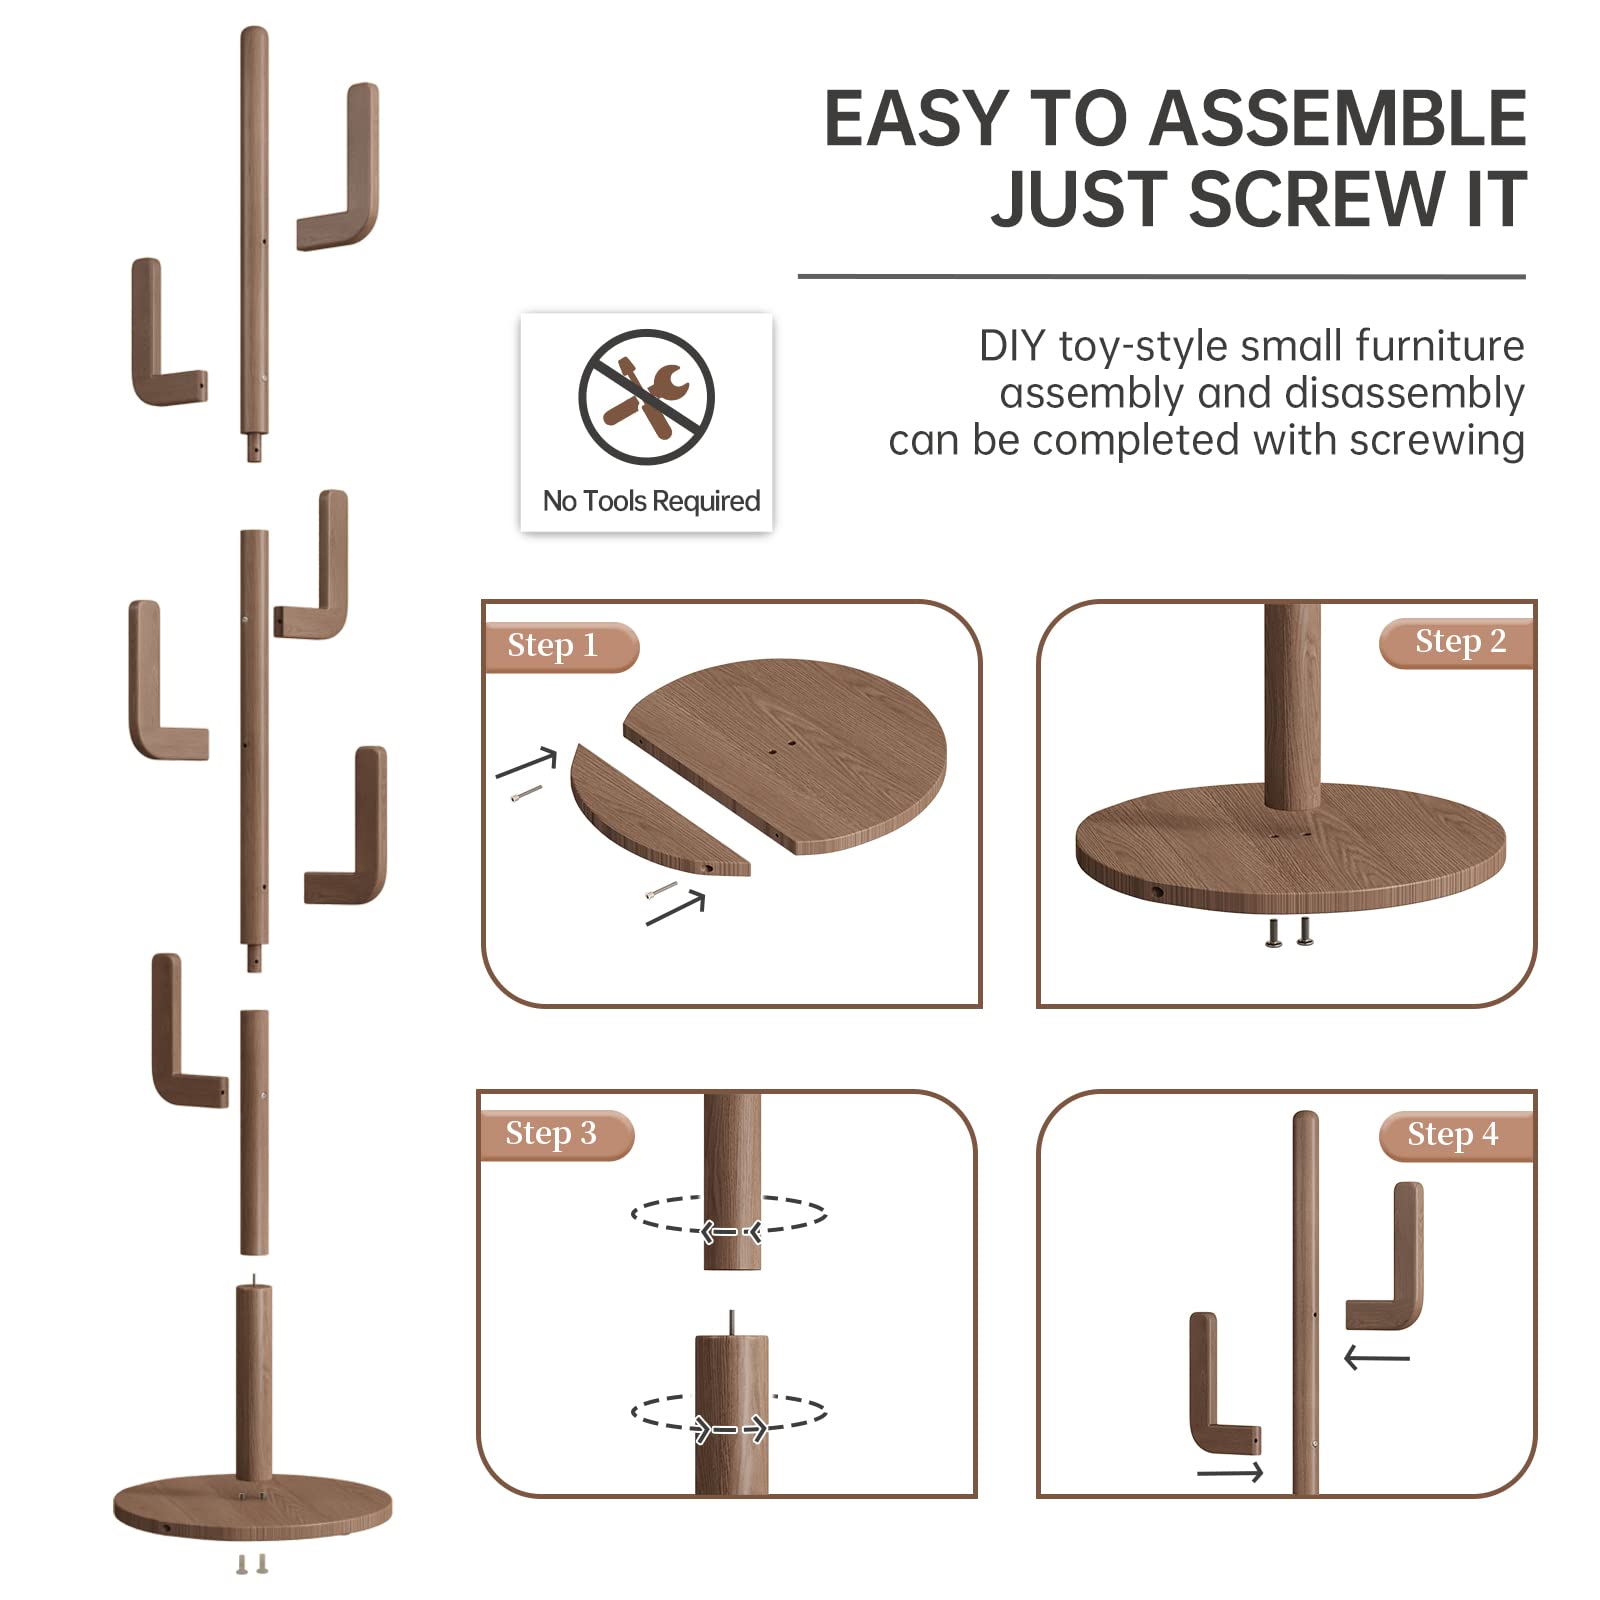 EASY TO ASSEMBLE
JUST SCREW IT
DIY toy-style small furniture
assembly and disassembly
can be completed with screwing
No Tools Required
Step 1
Step 2
Step 3
Step 4